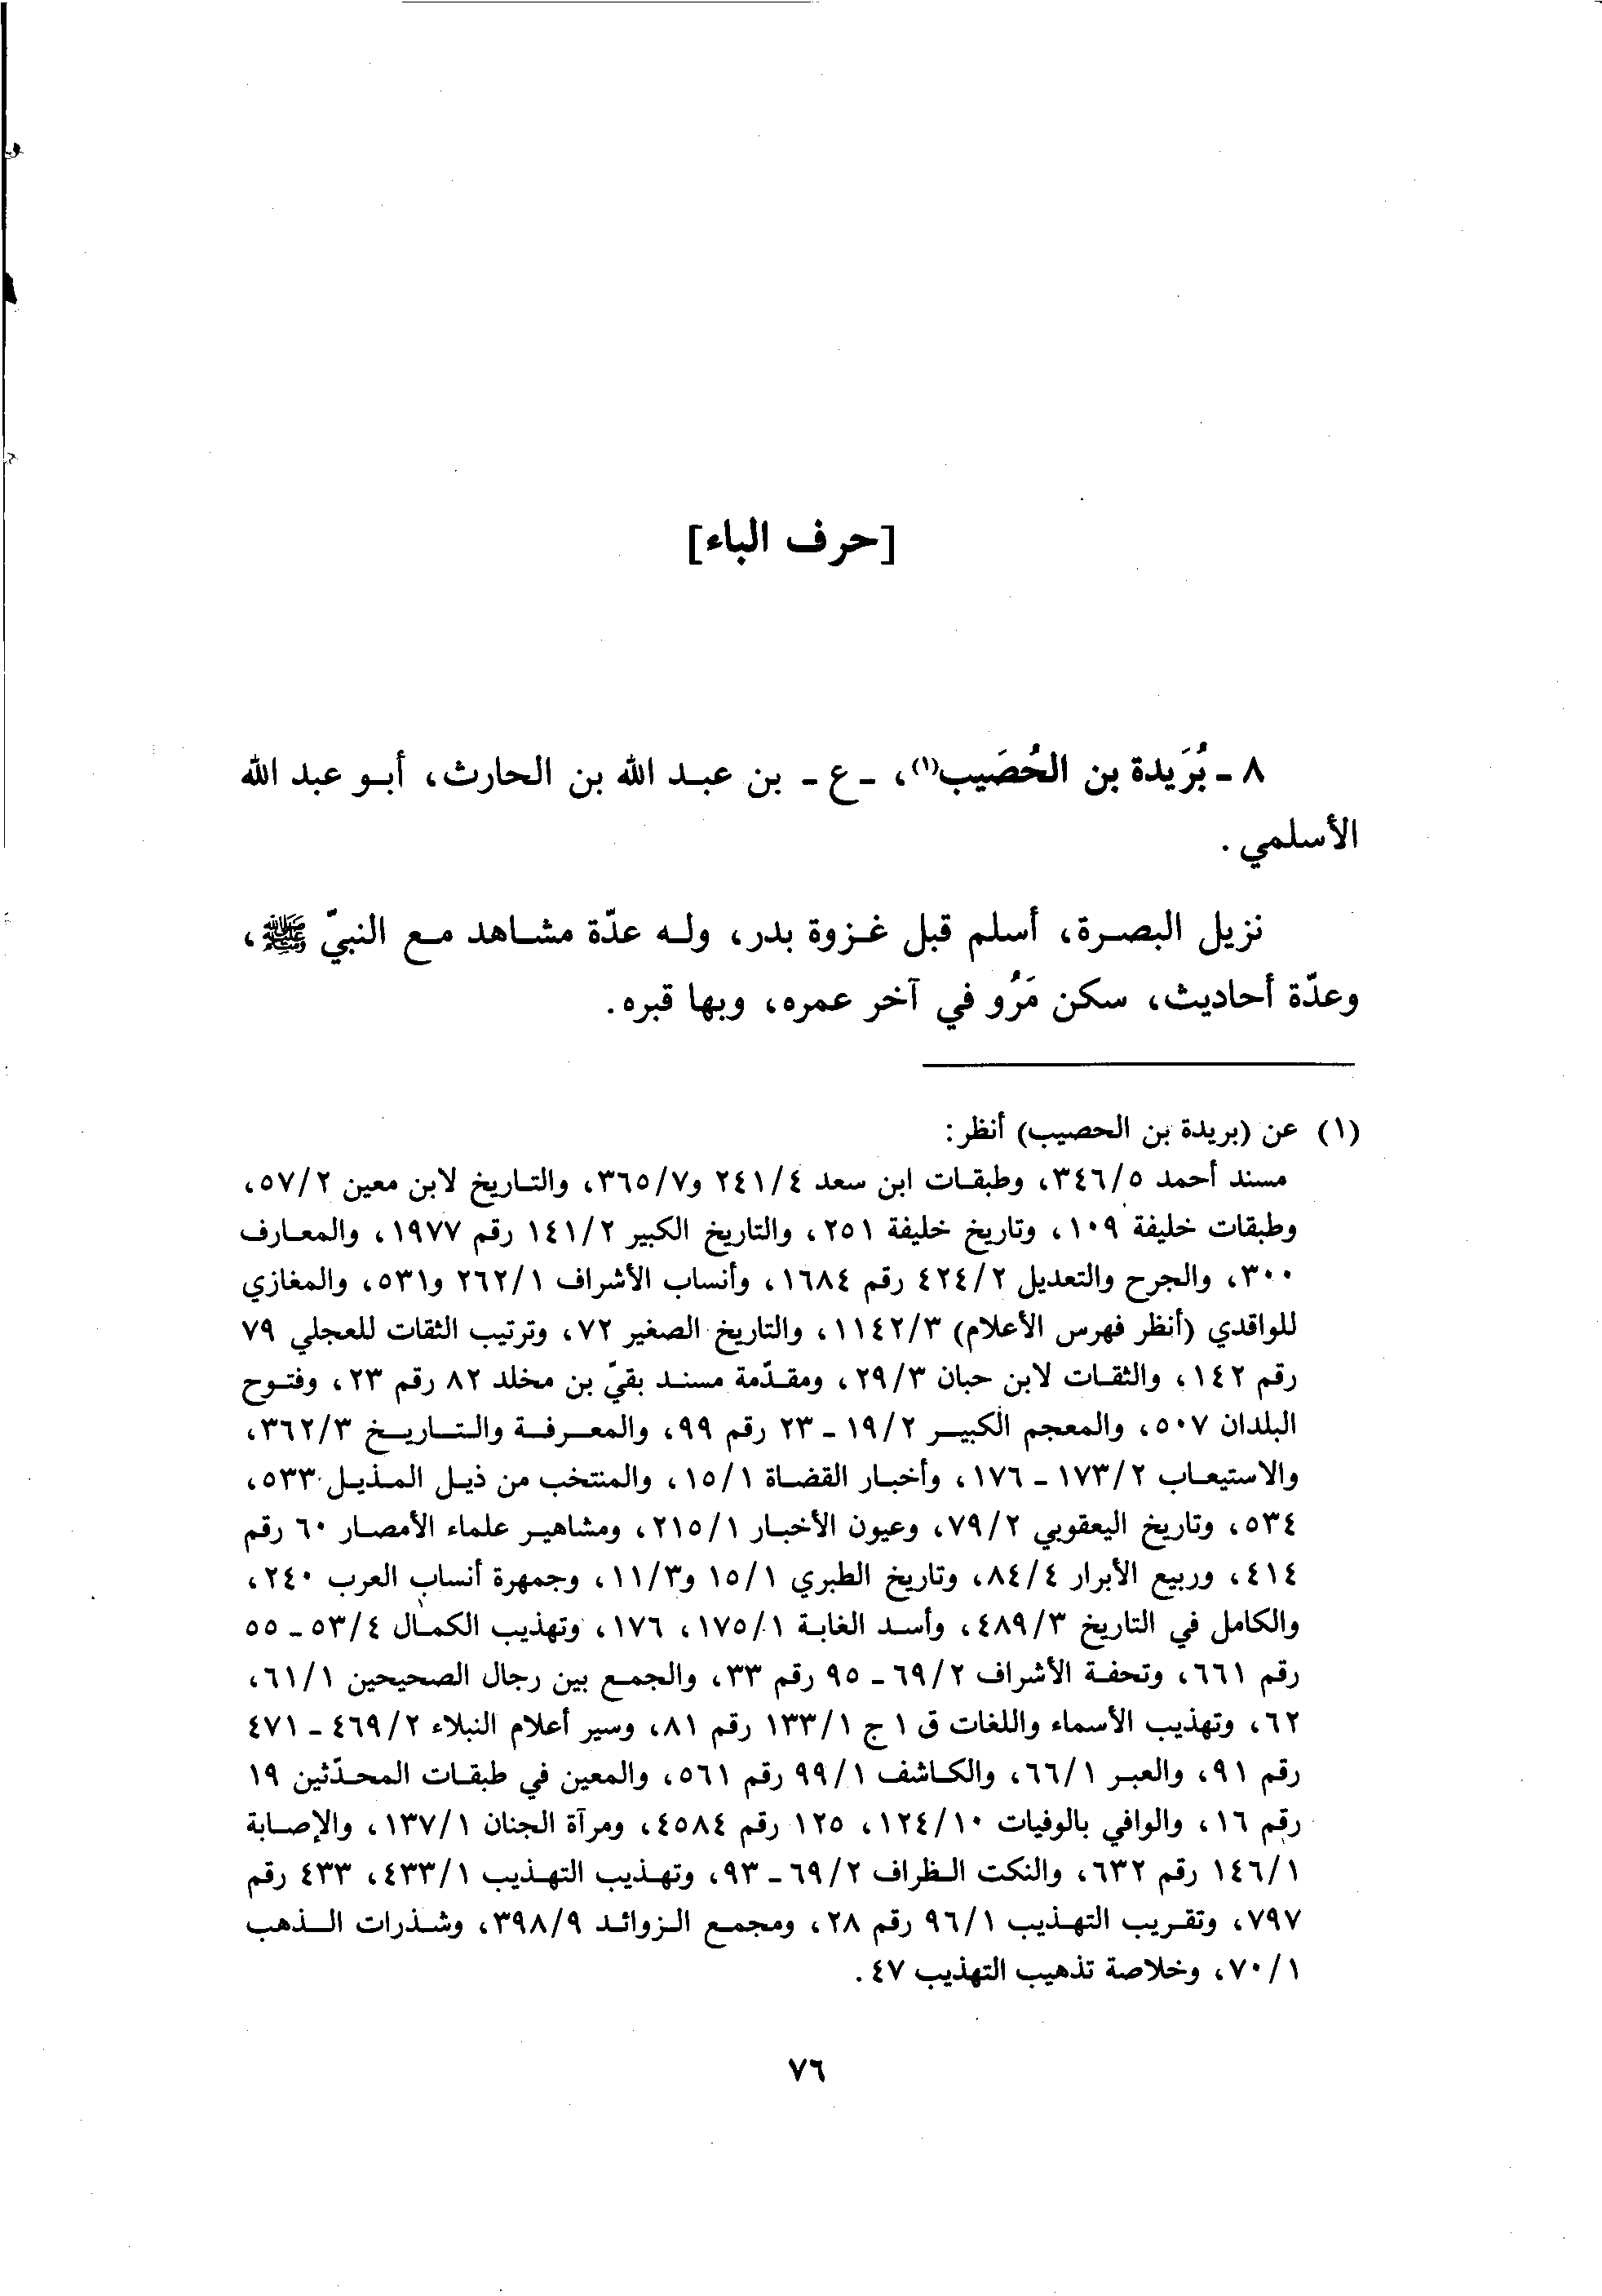 [حرف الباء]
٨ - بُرَيدة بن الحُصَيب(١)، - ع - بن عبد الله بن الحارث، أبو عبد الله
الأسلمي.
نزيل البصرة، أسلم قبل غزوة بدر، وله عدّة مشاهد مع النبيّ ﷺ،
وعدّة أحاديث، سكن مَرُو في آخر عمره، وبها قبره.
(١) عن (بريدة بن الحصيب) أنظر:
مسند أحمد ٣٤٦/٥، وطبقات ابن سعد ٢٤١/٤ و٣٦٥/٧، والتاريخ لابن معين ٥٧/٢،
وطبقات خليفة ١٠٩، وتاريخ خليفة ٢٥١، والتاريخ الكبير ١٤١/٢ رقم ١٩٧٧، والمعارف
٣٠٠، والجرح والتعديل ٤٢٤/٢ رقم ١٦٨٤، وأنساب الأشراف ٢٦٢/١ و٥٣١، والمغازي
للواقدي (أنظر فهرس الأعلام) ١١٤٢/٣، والتاريخ الصغير ٧٢، وترتيب الثقات للعجلي ٧٩
رقم ١٤٢، والثقات لابن حبان ٢٩/٣، ومقدّمة مسند بقيّ بن مخلد ٨٢ رقم ٢٣، وفتوح
البلدان ٥٠٧، والمعجم الكبير ١٩/٢ - ٢٣ رقم ٩٩، والمعرفة والتاريخ ٣٦٢/٣،
والاستيعاب ١٧٣/٢ - ١٧٦، وأخبار القضاة ١٥/١، والمنتخب من ذيل المذيل ٥٣٣،
٥٣٤، وتاريخ اليعقوبي ٧٩/٢، وعيون الأخبار ٢١٥/١، ومشاهير علماء الأمصار ٦٠ رقم
٤١٤، وربيع الأبرار ٨٤/٤، وتاريخ الطبري ١٥/١ و١١/٣، وجمهرة أنساب العرب ٢٤٠،
والكامل في التاريخ ٤٨٩/٣، وأسد الغابة ١٧٥/١، ١٧٦، وتهذيب الكمال ٥٣/٤ - ٥٥
رقم ٦٦١، وتحفة الأشراف ٦٩/٢ - ٩٥ رقم ٣٣، والجمع بين رجال الصحيحين ٦١/١،
٦٢، وتهذيب الأسماء واللغات ق ١ ج ١٣٣/١ رقم ٨١، وسير أعلام النبلاء ٤٦٩/٢ - ٤٧١
رقم ٩١، والعبر ٦٦/١، والكاشف ٩٩/١ رقم ٥٦١، والمعين في طبقات المحدّثين ١٩
رقم ١٦، والوافي بالوفيات ١٢٤/١٠، ١٢٥ رقم ٤٥٨٤، ومرآة الجنان ١٣٧/١، والإصابة
١٤٦/١ رقم ٦٣٢، والنكت الظراف ٦٩/٢ - ٩٣، وتهذيب التهذيب ٤٣٣/١، ٤٣٣ رقم
٧٩٧، وتقريب التهذيب ٩٦/١ رقم ٢٨، ومجمع الزوائد ٣٩٨/٩، وشذرات الذهب
٧٠/١، وخلاصة تذهيب التهذيب ٤٧.
٧٦